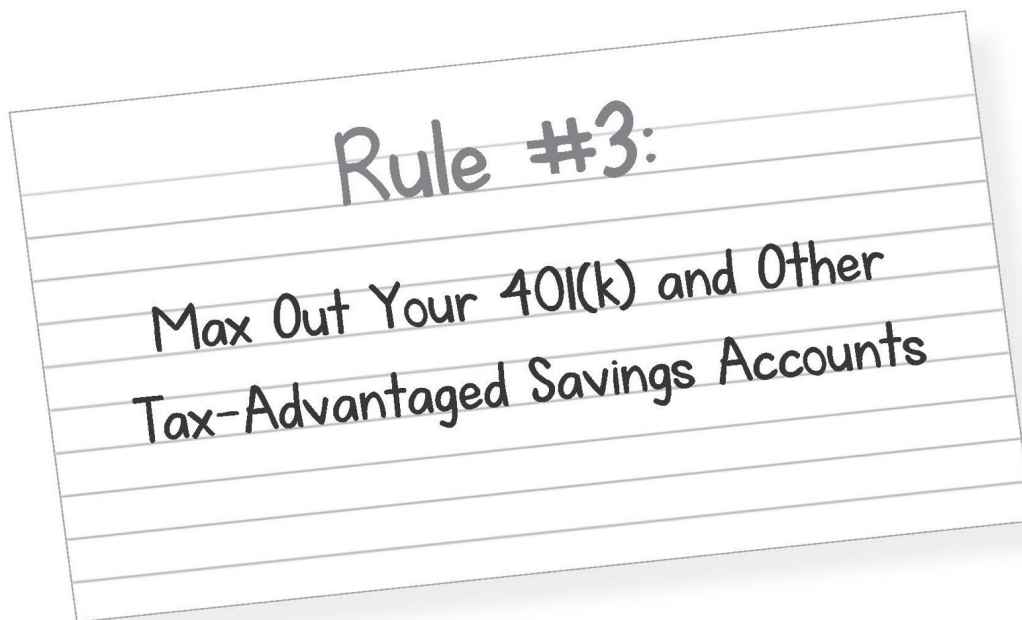 Rule #3:
Max Out Your 401(k) and Other
Tax-Advantaged Savings Accounts